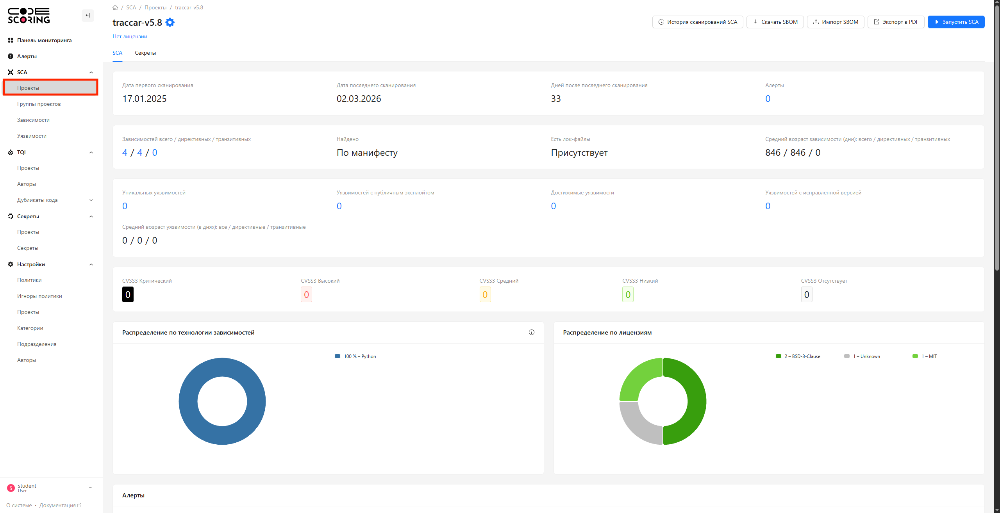 CODE
SCORING
Панель мониторинга
Алерты
SCA
Проекты
Группы проектов
Зависимости
Уязвимости
TQI
Проекты
Авторы
Дубликаты кода
Секреты
Проекты
Секреты
Настройки
Политики
Игноры политики
Проекты
Категории
Подразделения
Авторы
S student
User
...
О системе · Документация
/ SCA / Проекты / traccar-v5.8
traccar-v5.8
Нет лицензии
История сканирований SCA
Скачать SBOM
Импорт SBOM
Экспорт в PDF
Запустить SCA
SCA Секреты
Дата первого сканирования
17.01.2025
Дата последнего сканирования
02.03.2026
Дней после последнего сканирования
33
Алерты
0
Зависимостей всего / директивных / транзитивных
4 / 4 / 0
Найдено
По манифесту
Есть лок-файлы
Присутствует
Средний возраст зависимости (дни): всего / директивных / транзитивных
846 / 846 / 0
Уникальных уязвимостей
0
Уязвимостей с публичным эксплойтом
0
Достижимые уязвимости
0
Уязвимостей с исправленной версией
0
Средний возраст уязвимости (в днях): все / директивные / транзитивные
0 / 0 / 0
CVSS3 Критический
0
CVSS3 Высокий
0
CVSS3 Средний
0
CVSS3 Низкий
0
CVSS3 Отсутствует
0
Распределение по технологии зависимостей
100 % – Python
Распределение по лицензиям
2 – BSD-3-Clause
1 – Unknown
1 – MIT
Алерты